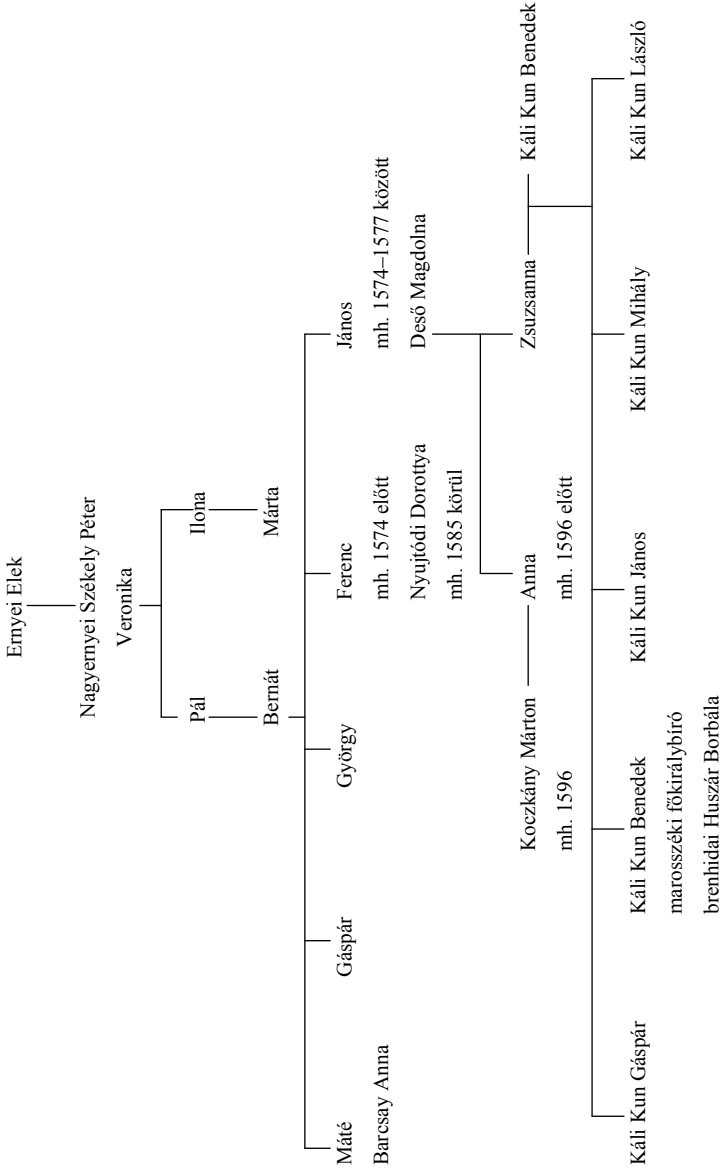 Ernyei Elek
Nagyernyei Székely Péter
Veronika
Pál
Ilona
Bernát
Márta
Máté
Barcsay Anna
Gáspár
György
Ferenc
mh. 1574 előtt
Nyujtódi Dorottya
mh. 1585 körül
János
mh. 1574–1577 között
Deső Magdolna
Koczkány Márton
mh. 1596
Anna
mh. 1596 előtt
Zsuzsanna
Káli Kun Benedek
Káli Kun Gáspár
Káli Kun Benedek
marosszéki főkirálybíró
brenhidai Huszár Borbála
Káli Kun János
Káli Kun Mihály
Káli Kun László